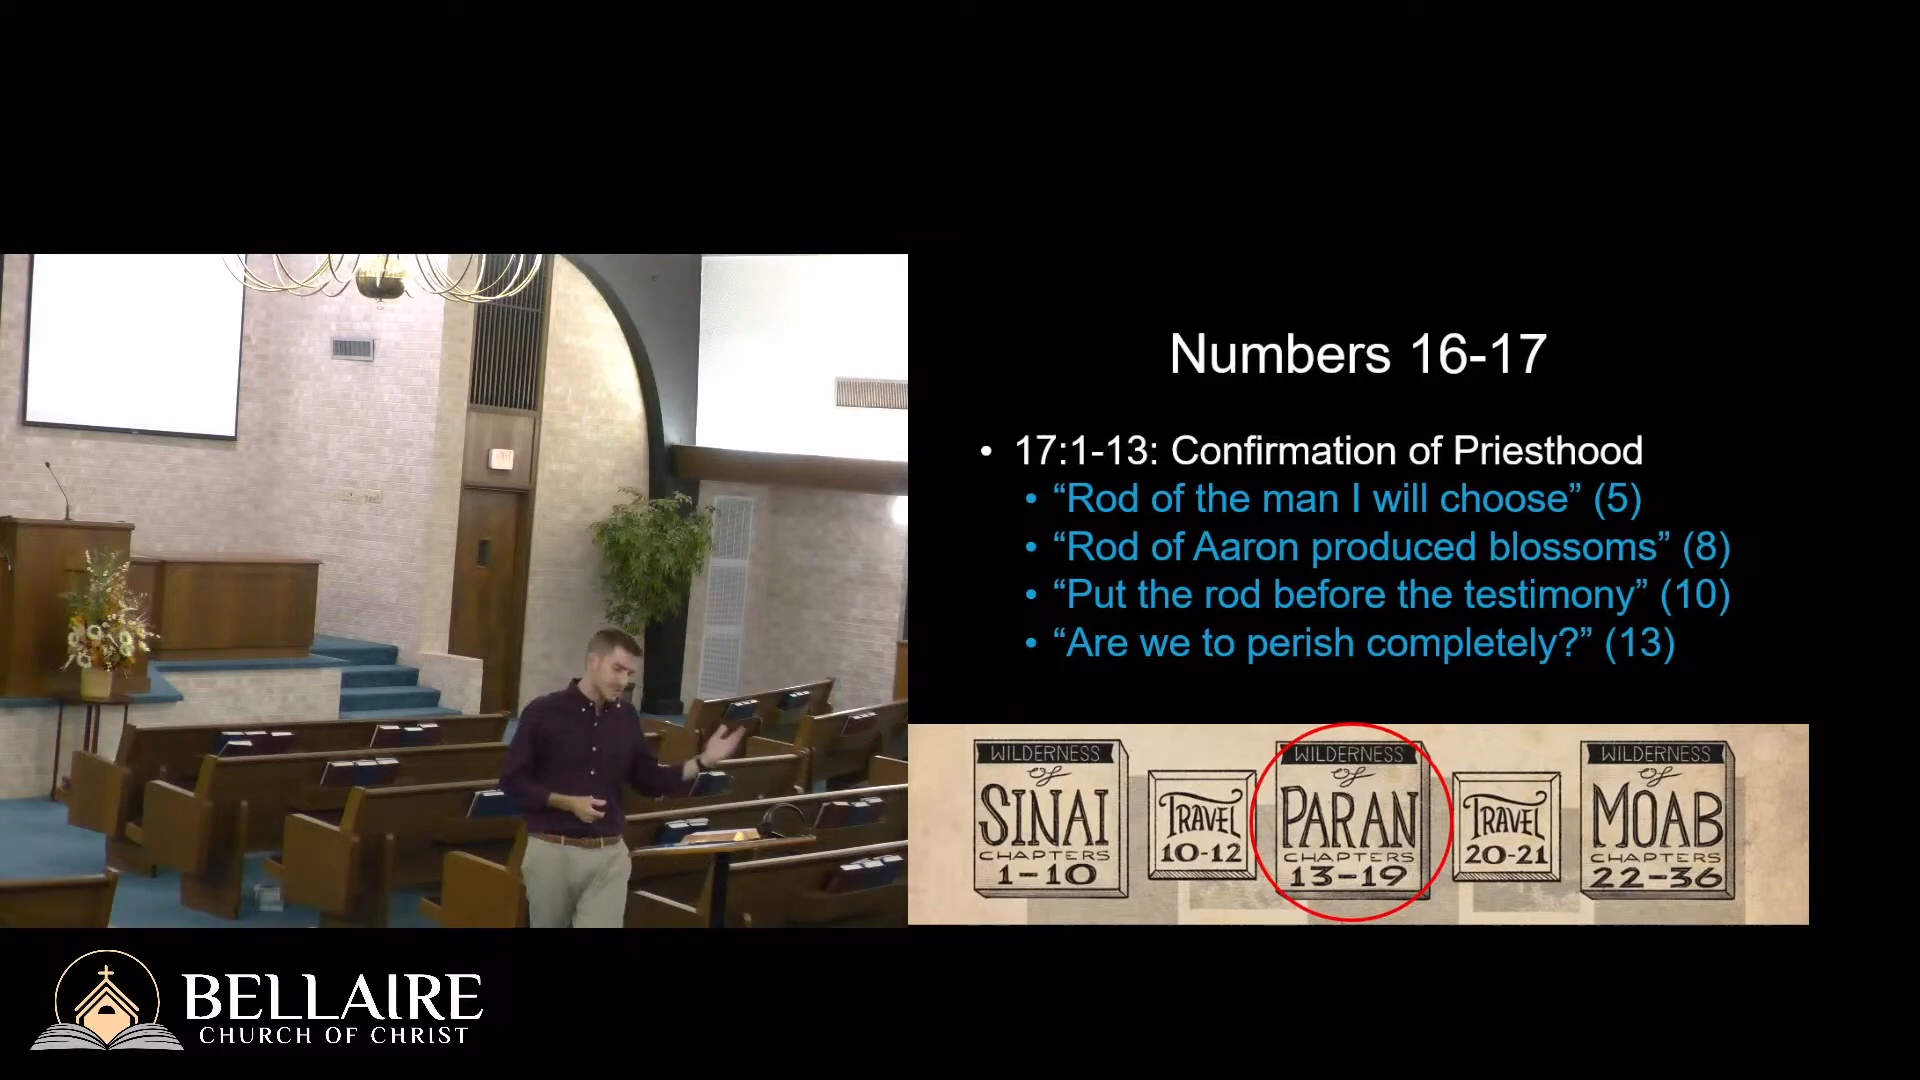 Numbers 16-17
• 17:1-13: Confirmation of Priesthood
• “Rod of the man I will choose” (5)
• “Rod of Aaron produced blossoms” (8)
• “Put the rod before the testimony” (10)
• “Are we to perish completely?” (13)
WILDERNESS
of
SINAI
CHAPTERS
1-10
TRAVEL
10-12
WILDERNESS
of
PARAN
CHAPTERS
13-19
TRAVEL
20-21
WILDERNESS
of
MOAB
CHAPTERS
22-36
BELLAIRE
CHURCH OF CHRIST